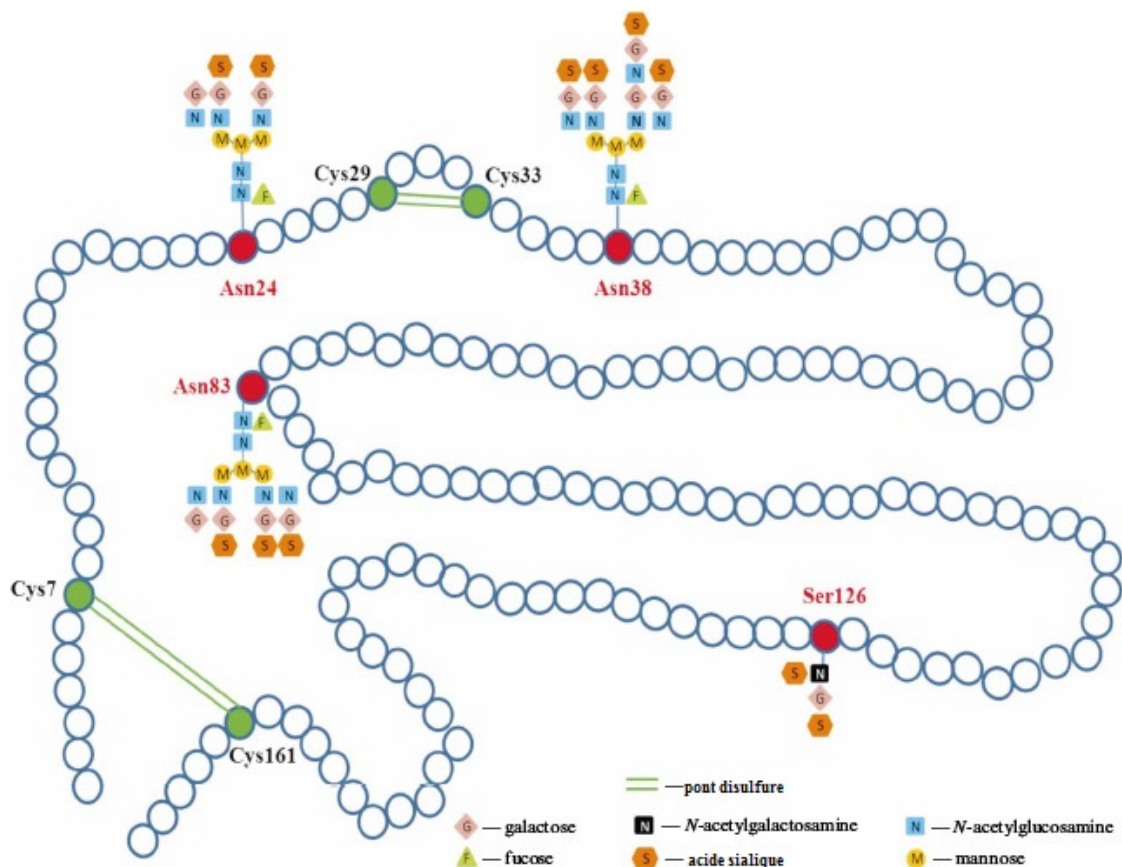 S S
G G G
N N N
M M M
N
N F
S
G
S S N S
G G G G
N N N N
M M M
N
N F
Cys29
Cys33
Asn24
Asn38
Asn83
N F
N
M M M
N N N N
G G G G
S S S
Cys7
Ser126
S N
G
S
Cys161
—pont disulfure
G — galactose
N — N-acetylgalactosamine
N — N-acetylglucosamine
F — fucose
S — acide sialique
M — mannose